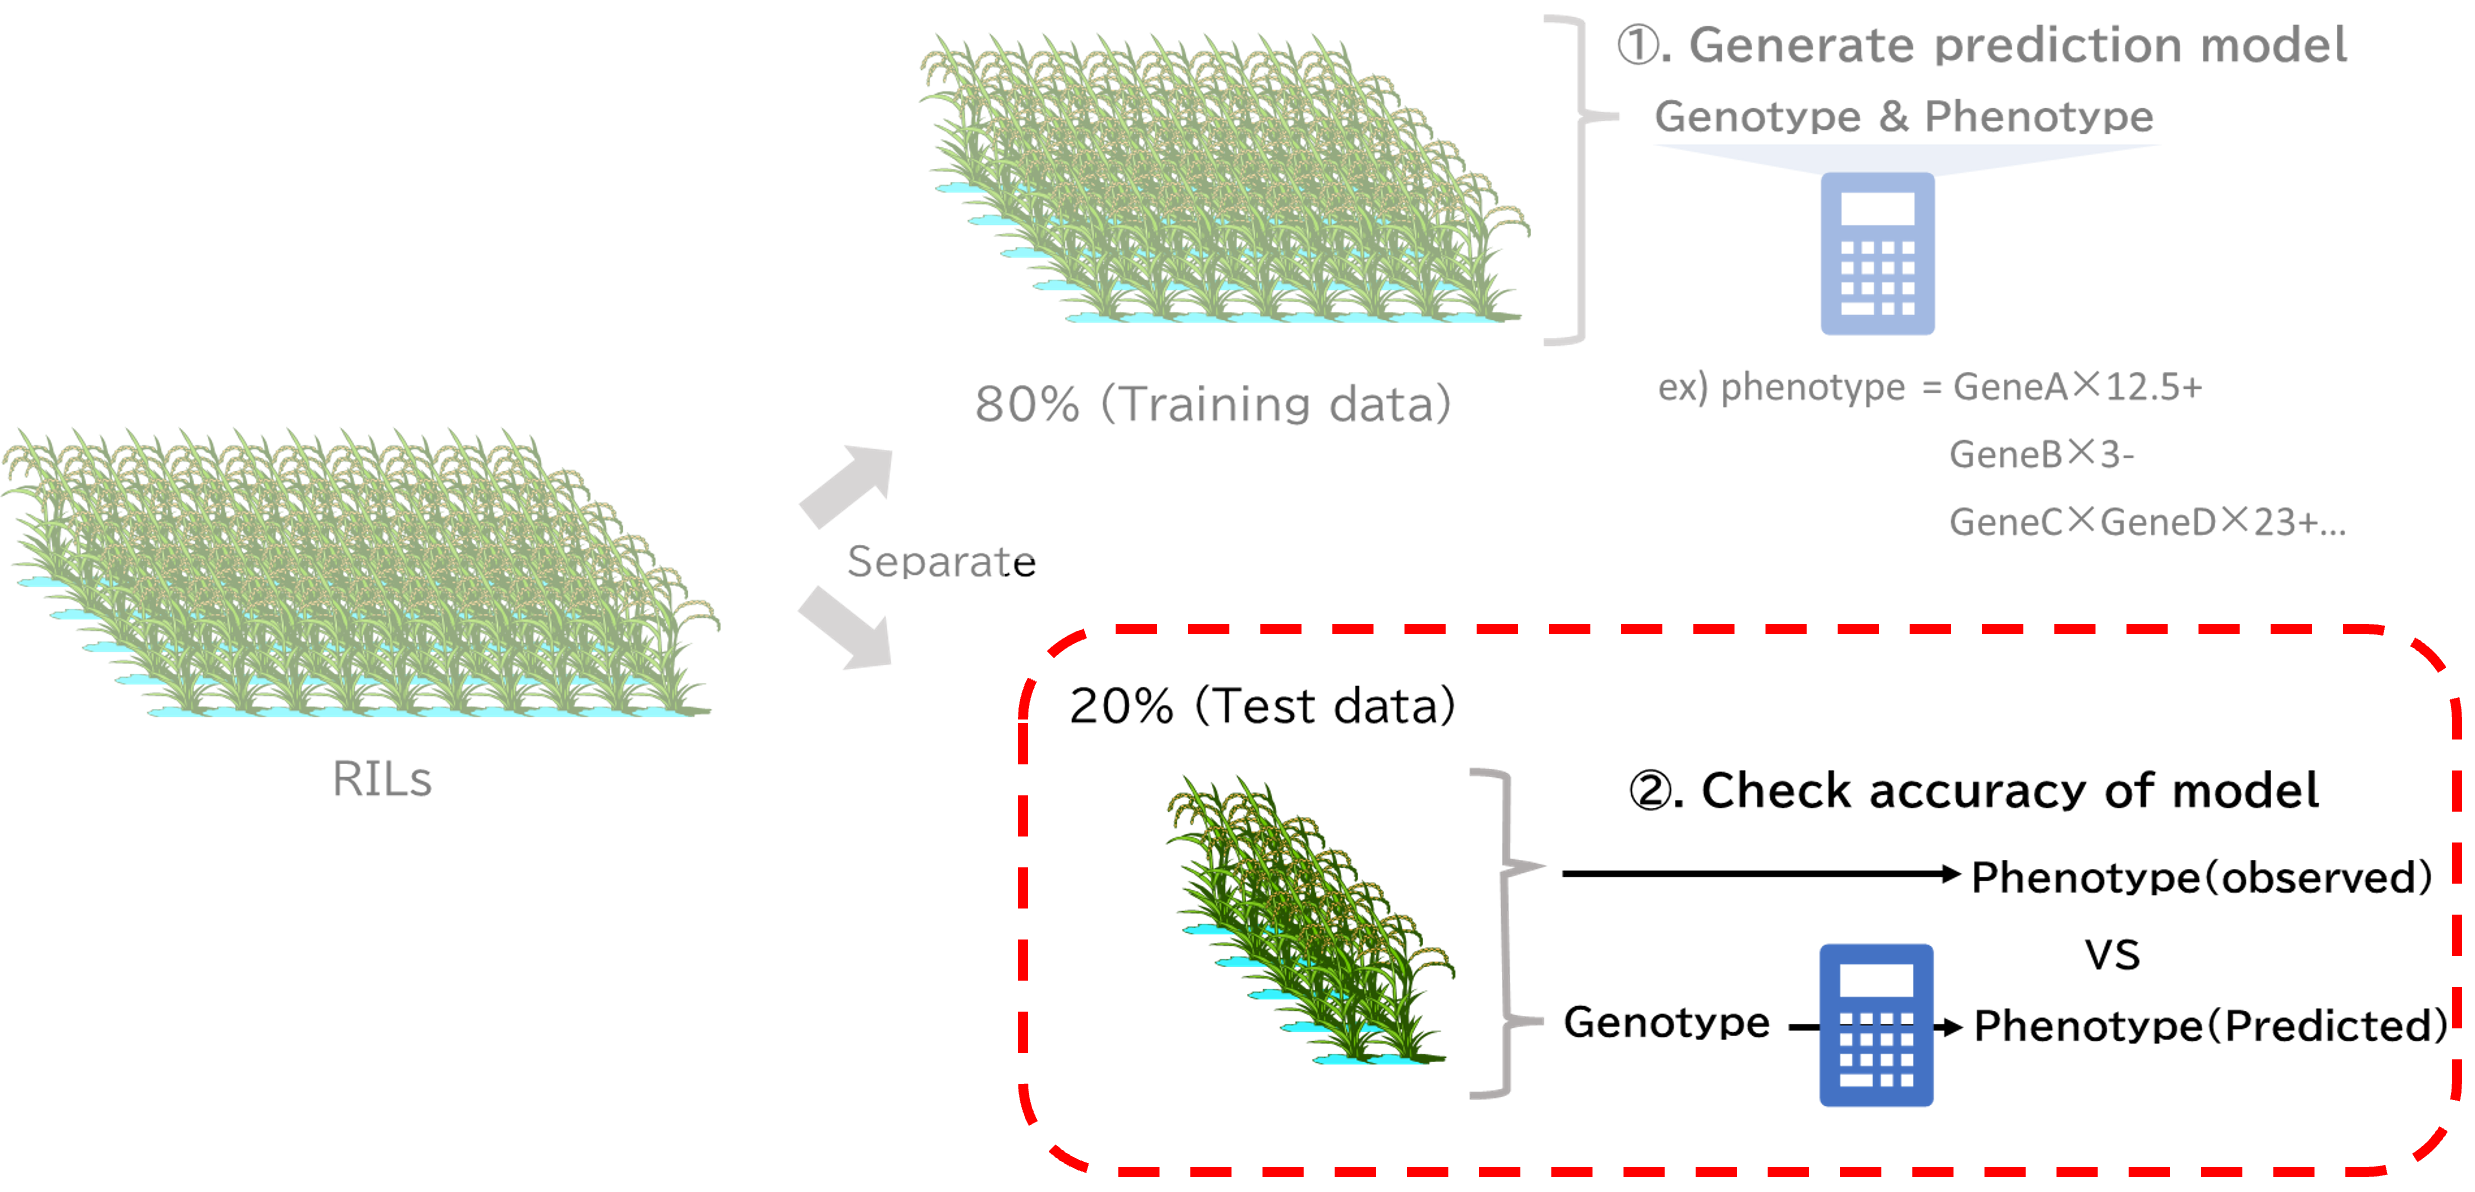 ①. Generate prediction model
Genotype & Phenotype
80% (Training data)
ex) phenotype = GeneA×12.5+
GeneB×3-
GeneC×GeneD×23+...
Separate
RILs
20% (Test data)
②. Check accuracy of model
Phenotype(observed)
VS
Genotype
Phenotype(Predicted)